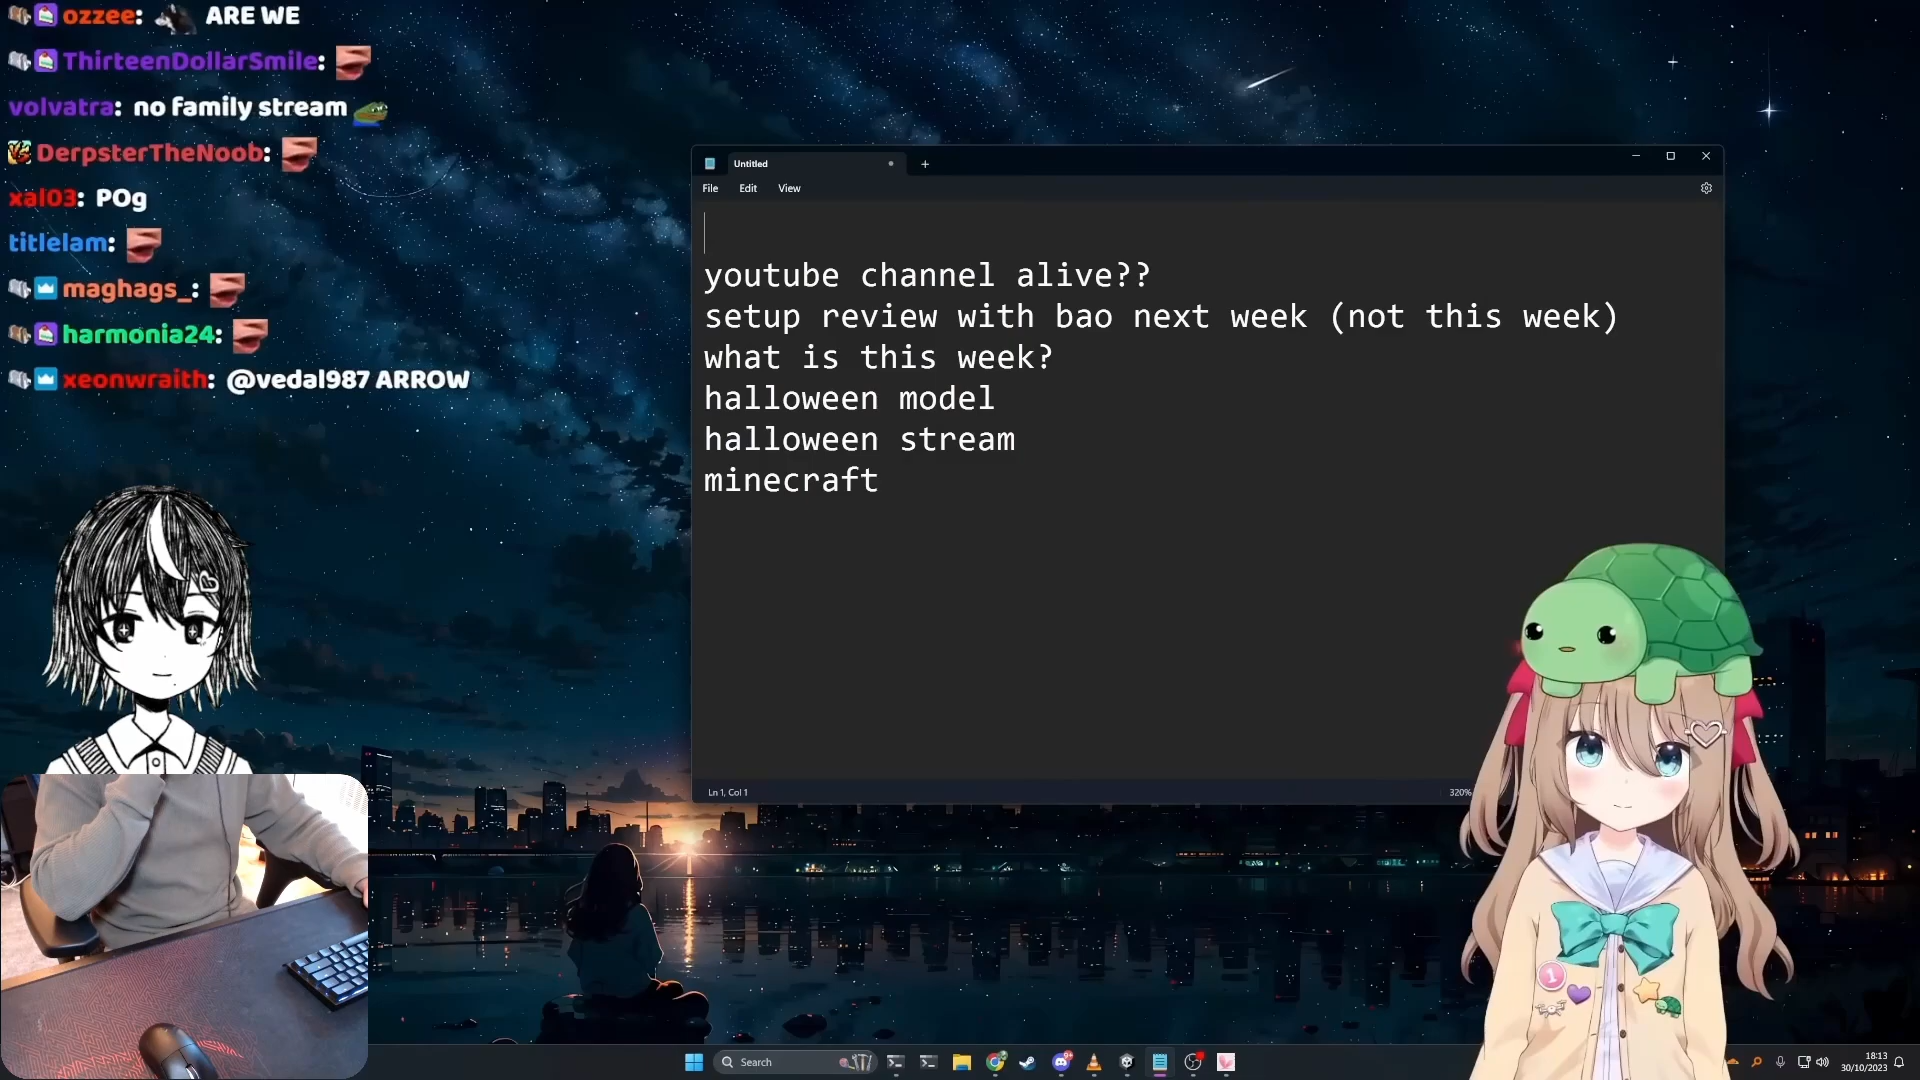 ozzee: ARE WE
ThirteenDollarSmile:
volvatra: no family stream
DerpsterTheNoob:
xal03: POg
titlelam:
maghags_:
harmonia24:
xeonwraith: @vedal987 ARROW
Untitled
File Edit View
youtube channel alive??
setup review with bao next week (not this week)
what is this week?
halloween model
halloween stream
minecraft
Ln 1, Col 1
320%
1
Search
18:13
30/10/2023